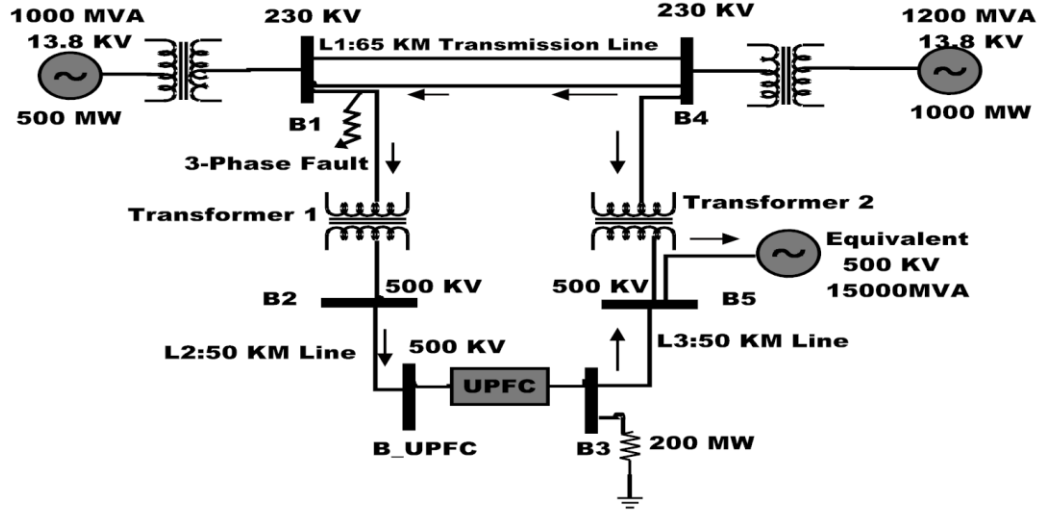 1000 MVA
13.8 KV
500 MW
230 KV
L1:65 KM Transmission Line
230 KV
1200 MVA
13.8 KV
1000 MW
B1
B4
3-Phase Fault
Transformer 1
Transformer 2
Equivalent
500 KV
15000MVA
B2
500 KV
500 KV
B5
L2:50 KM Line
500 KV
L3:50 KM Line
UPFC
B_UPFC
B3
200 MW